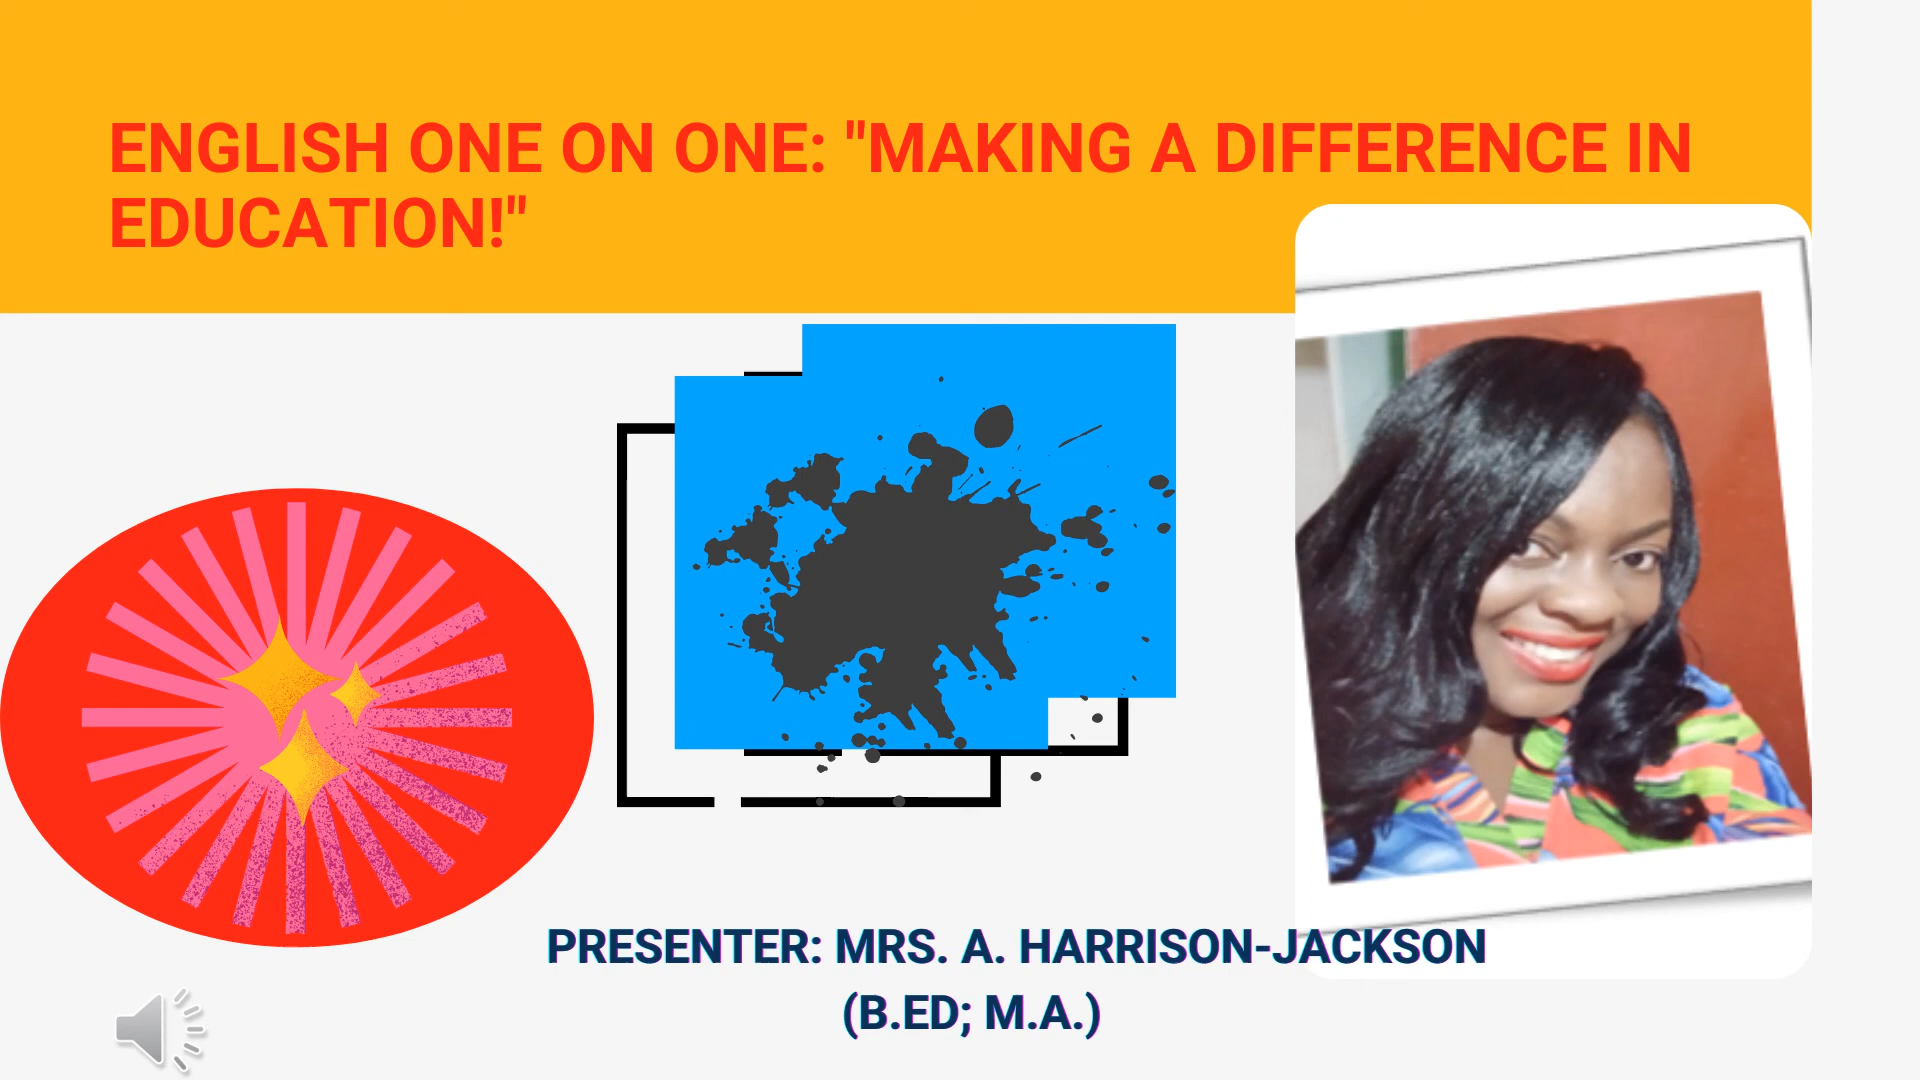 ENGLISH ONE ON ONE: "MAKING A DIFFERENCE IN
EDUCATION!"
PRESENTER: MRS. A. HARRISON-JACKSON
(B.ED; M.A.)